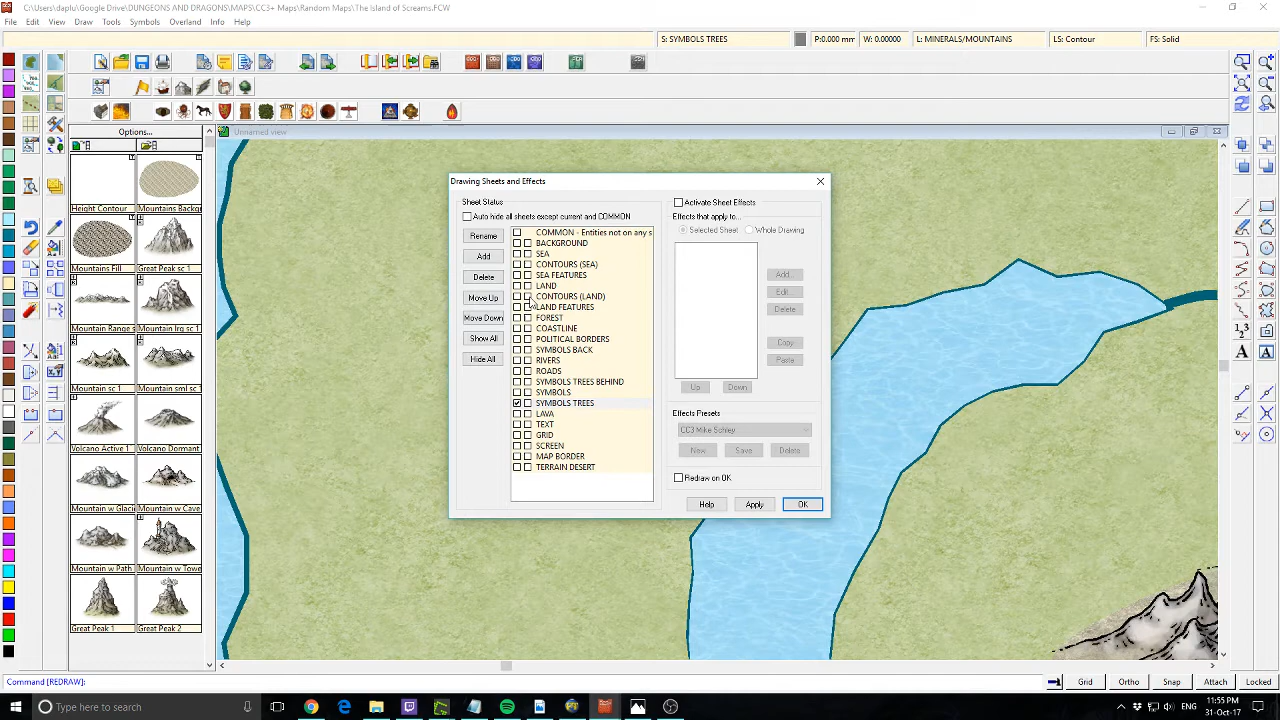 C:\Users\daplu\Google Drive\DUNGEONS AND DRAGONS\MAPS\CC3+ Maps\Random Maps\The Island of Screams.FCW
File Edit View Draw Tools Symbols Overland Info Help
S: SYMBOLS TREES P:0.000 mm W: 0.00000 L: MINERALS/MOUNTAINS LS: Contour FS: Solid
Options...
Unnamed view
Height Contour Mountains Backg
Mountains Fill Great Peak sc 1
Mountain Range s Mountain lrg sc 1
Mountain sc 1 Mountain sml sc 1
Volcano Active 1 Volcano Dormant
Mountain w Glaci Mountain w Cave
Mountain w Path Mountain w Towe
Great Peak 1 Great Peak 2
Drawing Sheets and Effects
Sheet Status
Auto hide all sheets except current and COMMON
Rename
Add
Delete
Move Up
Move Down
Show All
Hide All
COMMON - Entities not on any s
BACKGROUND
SEA
CONTOURS (SEA)
SEA FEATURES
LAND
CONTOURS (LAND)
LAND FEATURES
FOREST
COASTLINE
POLITICAL BORDERS
SYMBOLS BACK
RIVERS
ROADS
SYMBOLS TREES BEHIND
SYMBOLS
SYMBOLS TREES
LAVA
TEXT
GRID
SCREEN
MAP BORDER
TERRAIN DESERT
Activate Sheet Effects
Effects that apply to...
Selected Sheet Whole Drawing
Add...
Edit...
Delete
Copy
Paste
Up Down
Effects Presets
CC3 Mike Schley
New Save Delete
Redraw on OK
Help Apply OK
Command [REDRAW]:
Grid Ortho Snap Attach Locked
Type here to search
11:55 PM
31-Oct-17